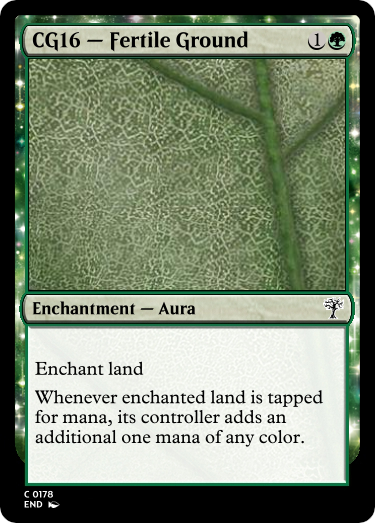 CG16 — Fertile Ground 1
Enchantment — Aura
Enchant land
Whenever enchanted land is tapped
for mana, its controller adds an
additional one mana of any color.
C 0178
END